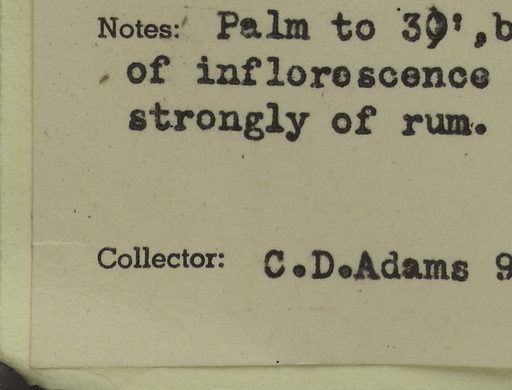 Notes: Palm to 30', b
of inflorescence
strongly of rum.
Collector: C.D.Adams 9